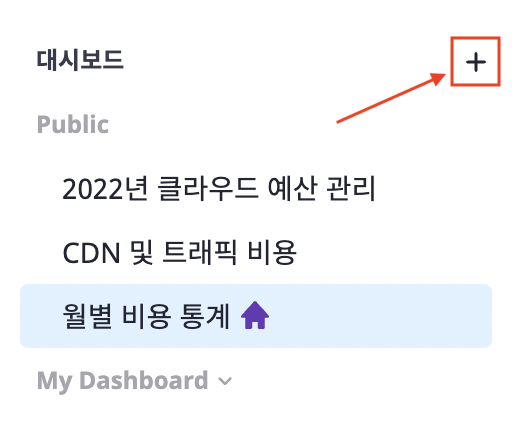 대시보드
Public
2022년 클라우드 예산 관리
CDN 및 트래픽 비용
월별 비용 통계
My Dashboard